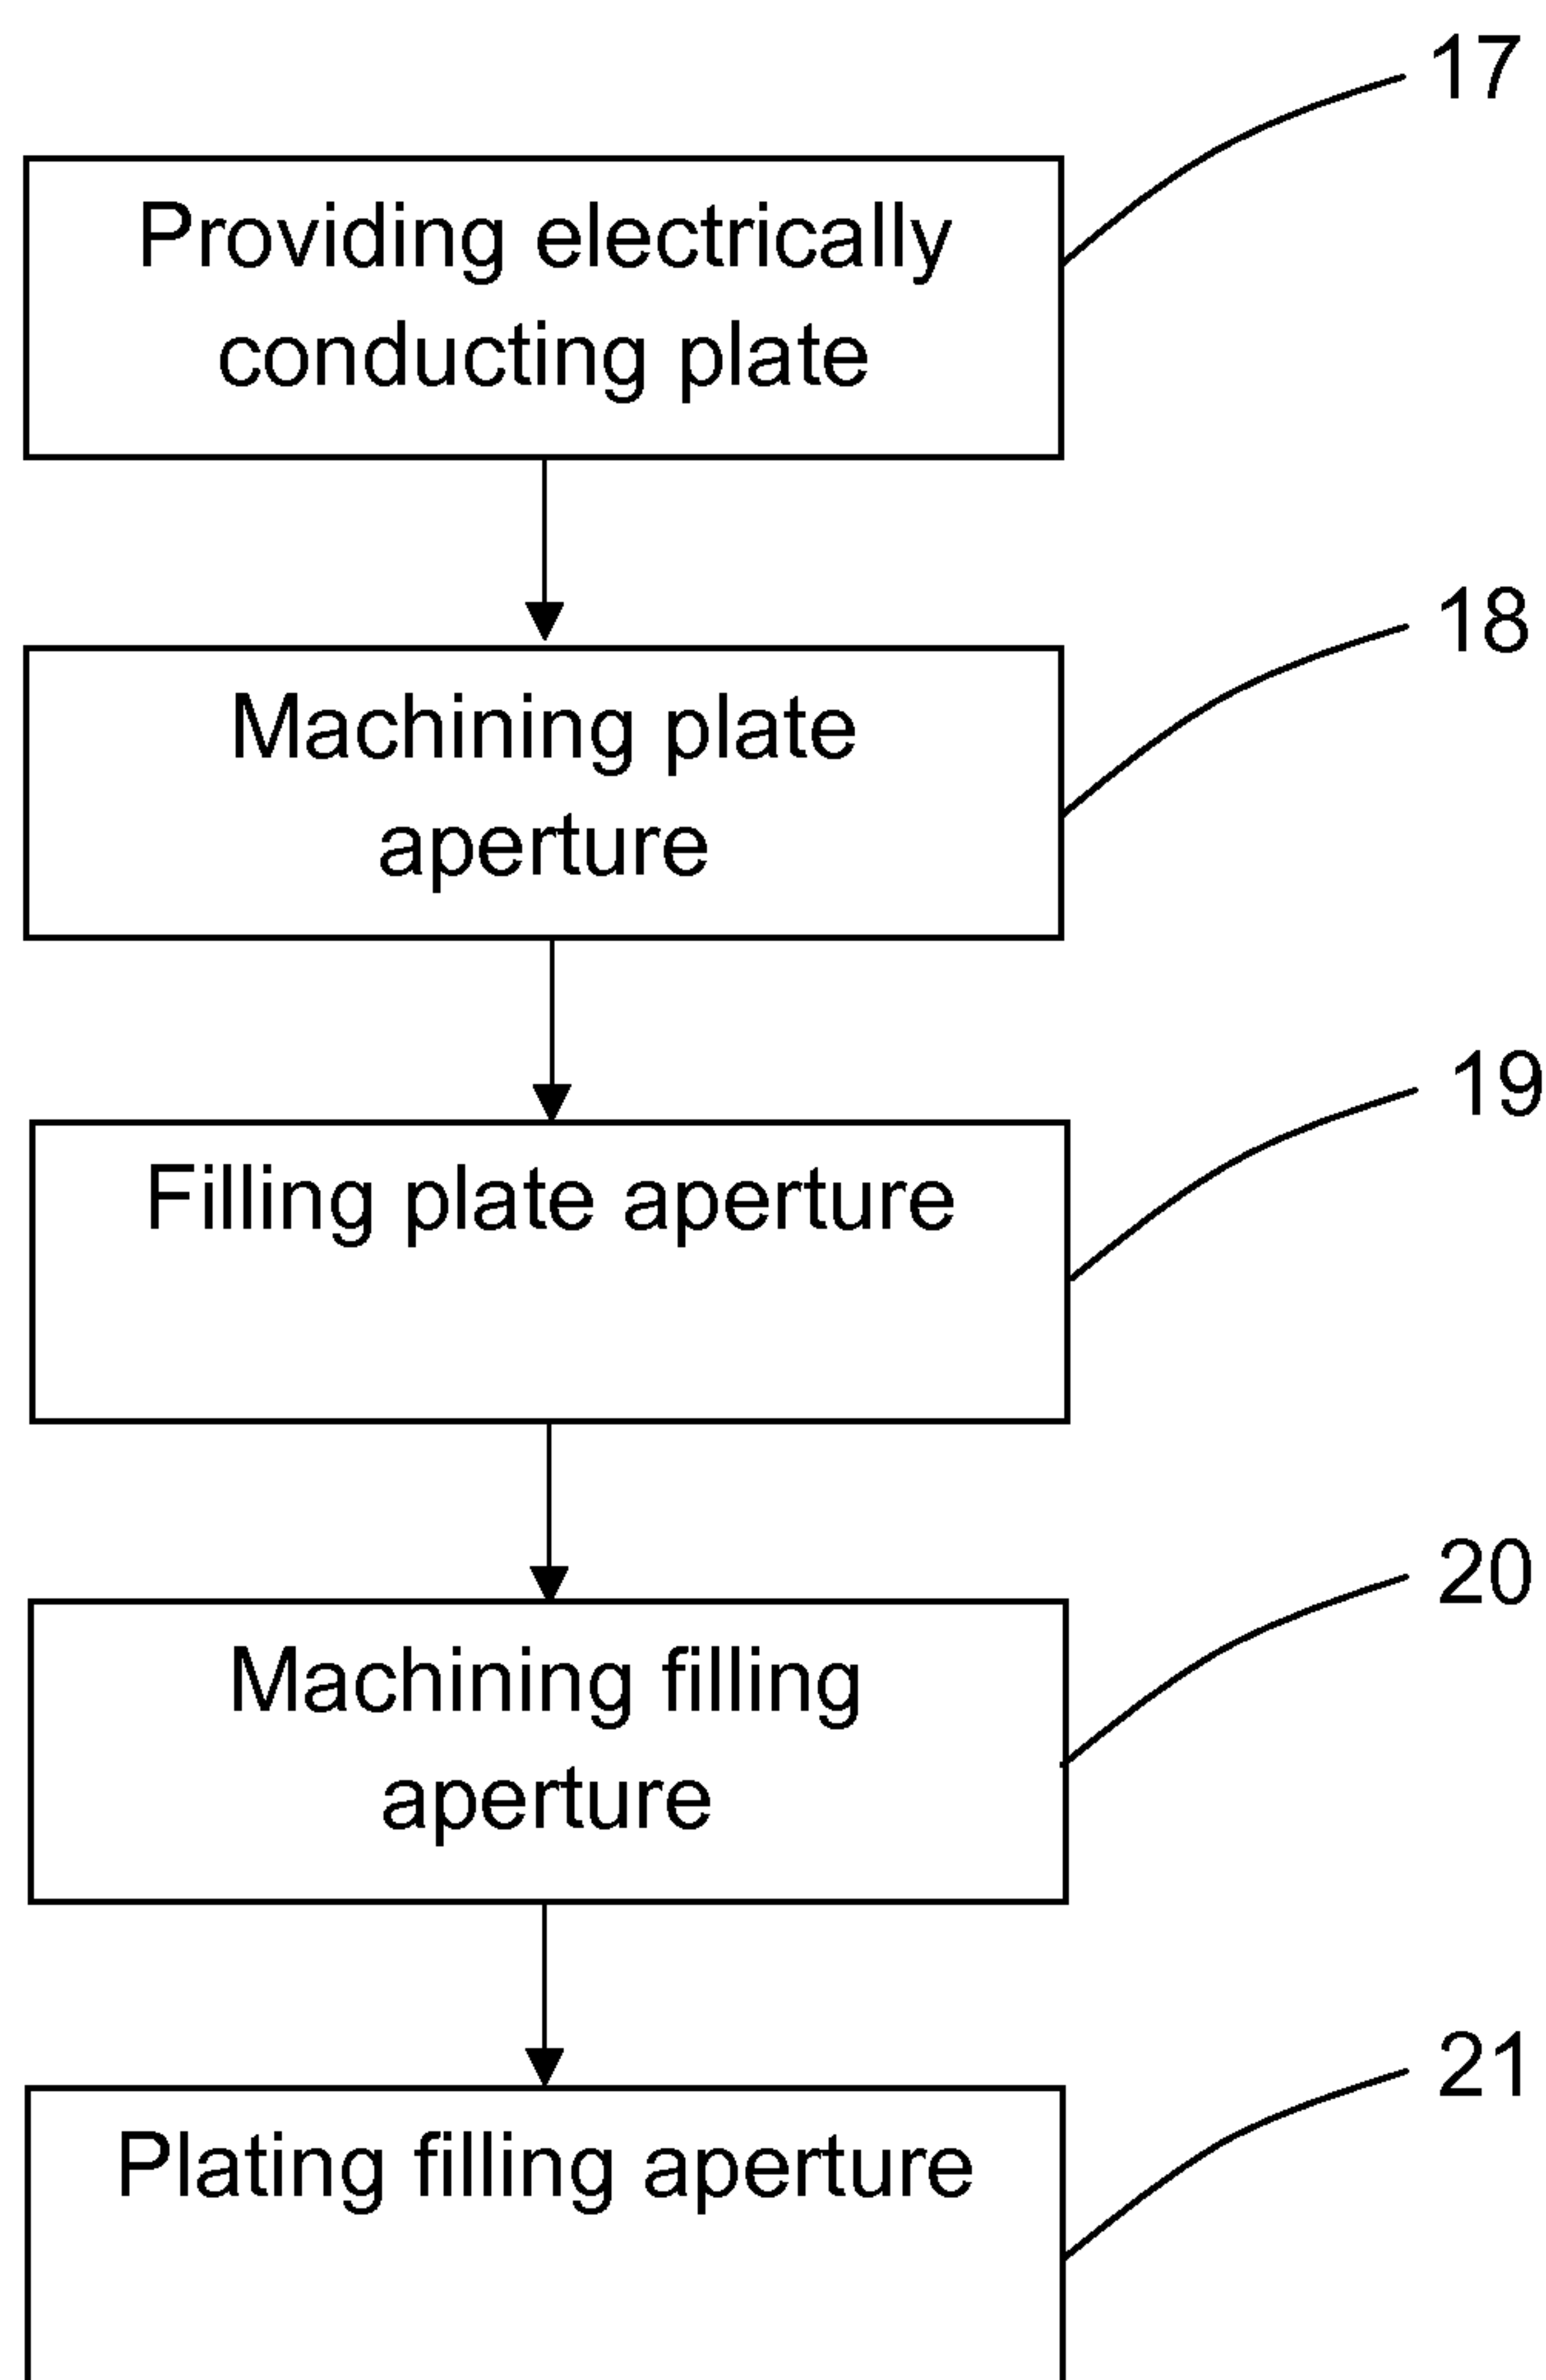 17
Providing electrically
conducting plate
18
Machining plate
aperture
19
Filling plate aperture
20
Machining filling
aperture
21
Plating filling aperture